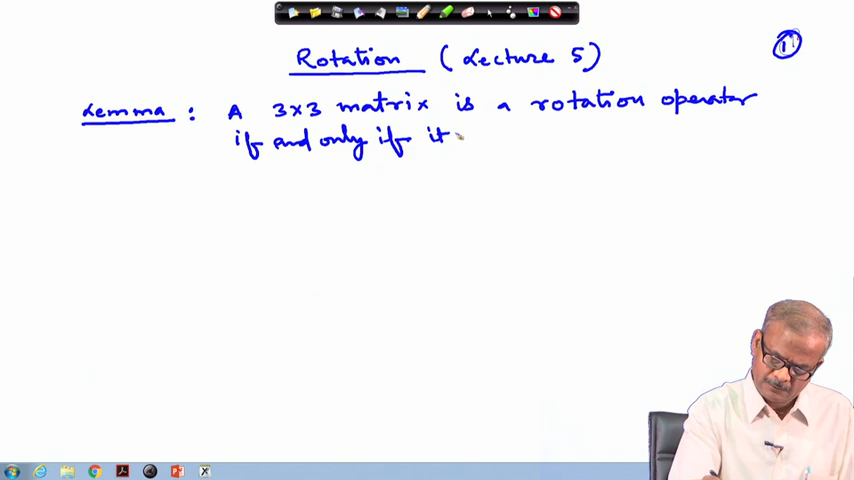 Rotation (Lecture 5)
1
Lemma : A 3x3 matrix is a rotation operator
if and only if it